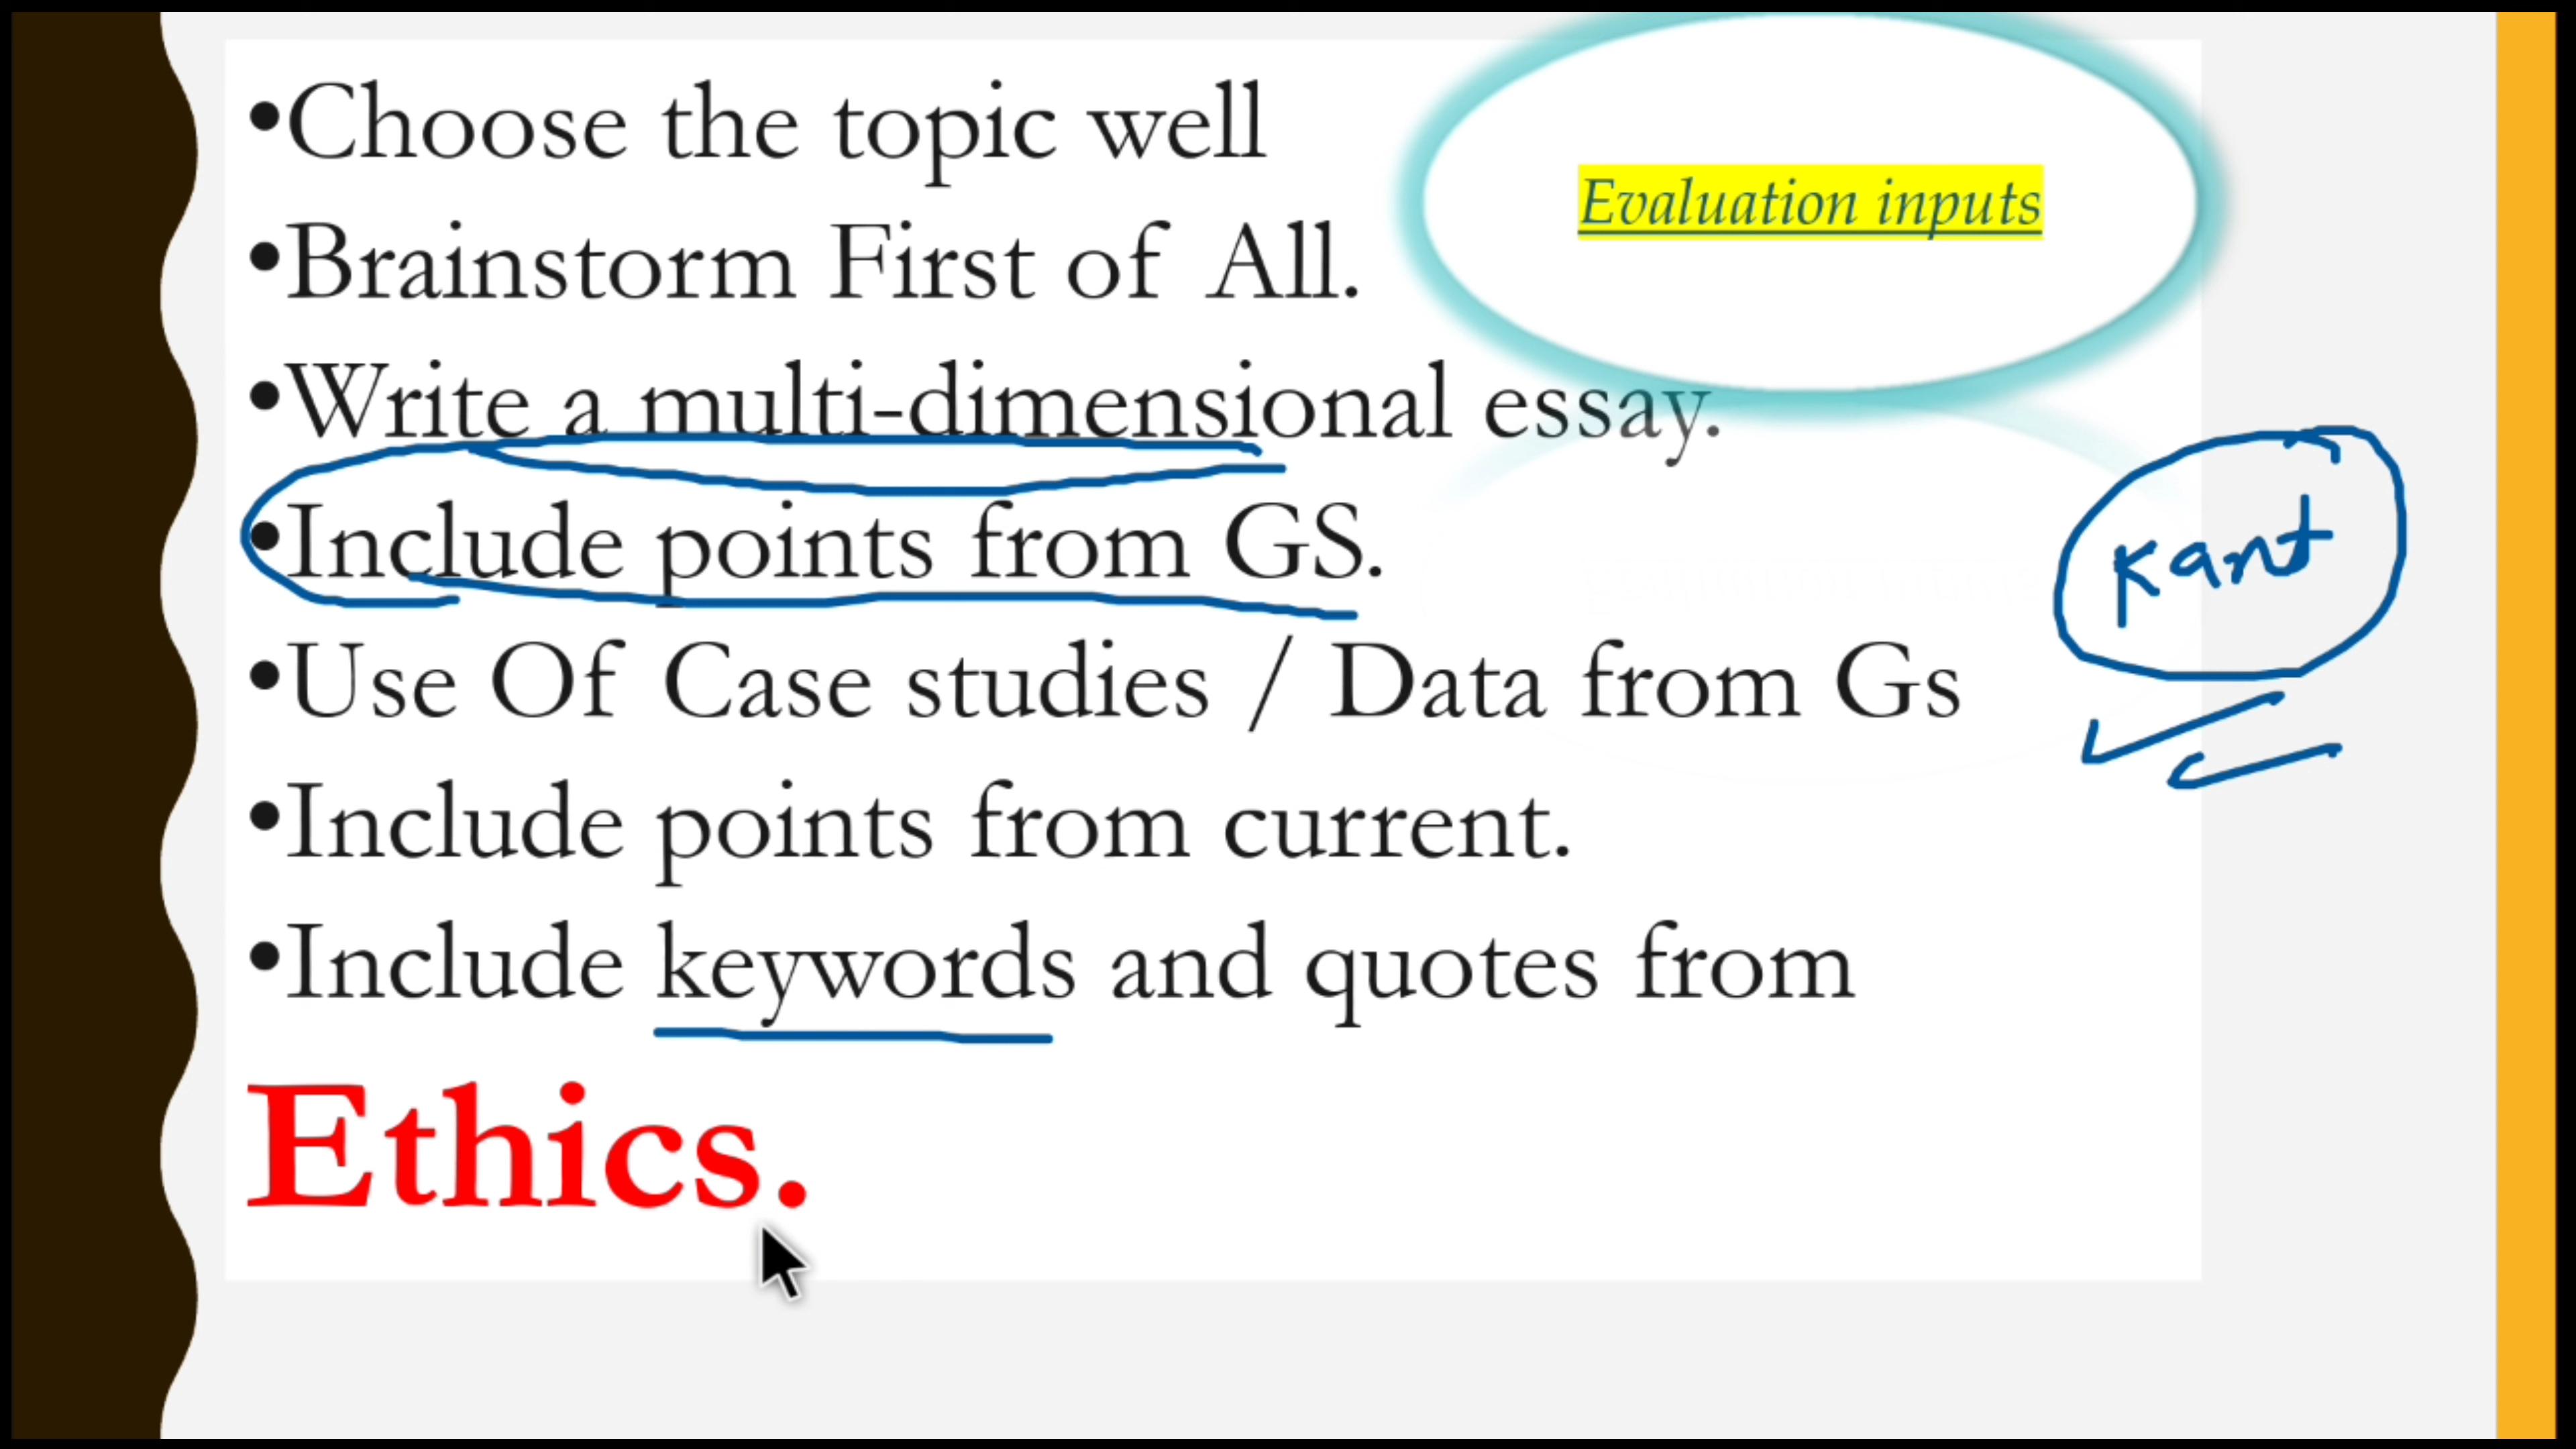 •Choose the topic well
Evaluation inputs
•Brainstorm First of All.
•Write a multi-dimensional essay.
•Include points from GS.
Kant
•Use Of Case studies / Data from Gs
•Include points from current.
•Include keywords and quotes from
Ethics.